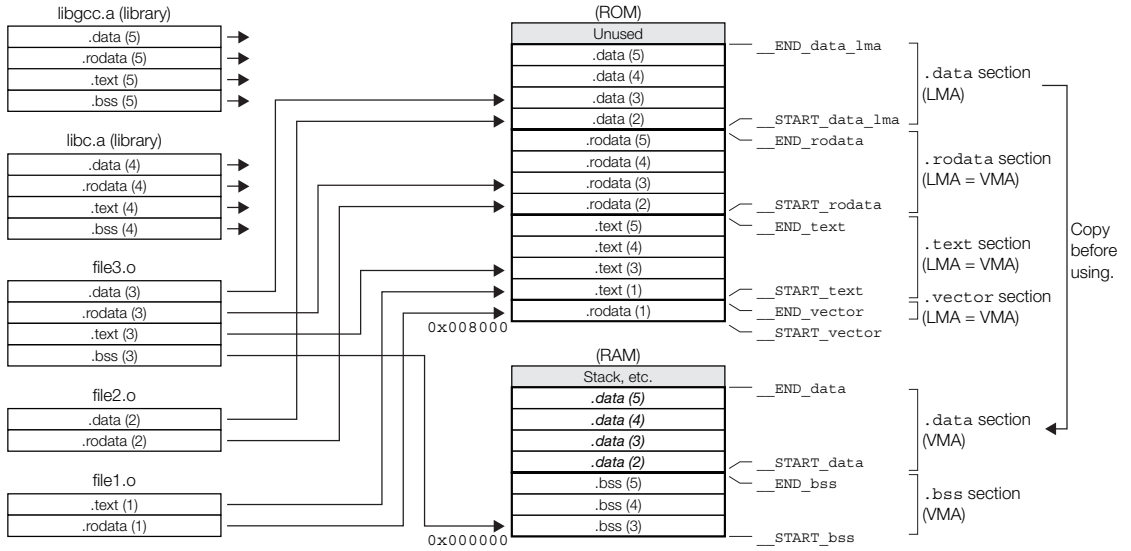 libgcc.a (library)
.data (5)
.rodata (5)
.text (5)
.bss (5)
libc.a (library)
.data (4)
.rodata (4)
.text (4)
.bss (4)
file3.o
.data (3)
.rodata (3)
.text (3)
.bss (3)
file2.o
.data (2)
.rodata (2)
file1.o
.text (1)
.rodata (1)
(ROM)
Unused
.data (5)
.data (4)
.data (3)
.data (2)
.rodata (5)
.rodata (4)
.rodata (3)
.rodata (2)
.text (5)
.text (4)
.text (3)
.text (1)
.rodata (1)
0x008000
__END_data_lma
__START_data_lma
__END_rodata
__START_rodata
__END_text
__START_text
__END_vector
__START_vector
.data section
(LMA)
.rodata section
(LMA = VMA)
.text section
(LMA = VMA)
.vector section
(LMA = VMA)
Copy
before
using.
(RAM)
Stack, etc.
.data (5)
.data (4)
.data (3)
.data (2)
.bss (5)
.bss (4)
.bss (3)
0x000000
__END_data
__START_data
__END_bss
__START_bss
.data section
(VMA)
.bss section
(VMA)